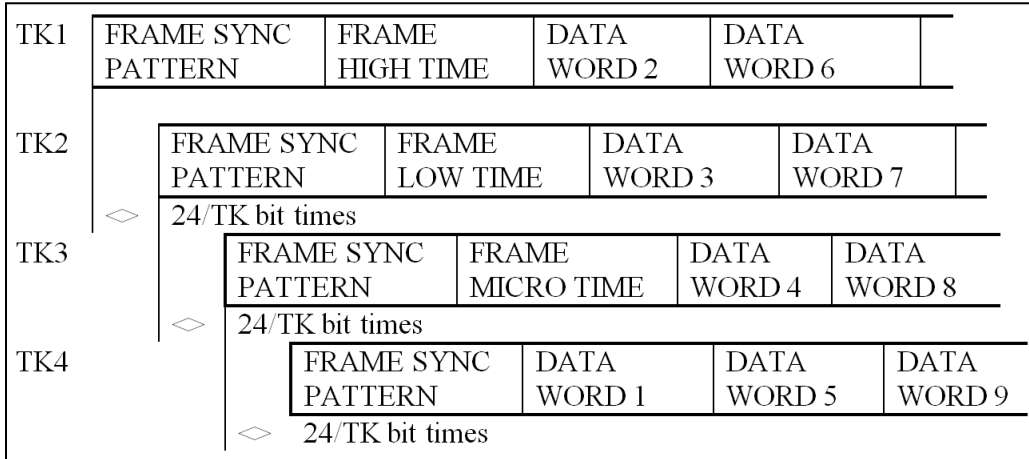 TK1 FRAME SYNC FRAME DATA DATA
PATTERN HIGH TIME WORD 2 WORD 6
TK2 FRAME SYNC FRAME DATA DATA
PATTERN LOW TIME WORD 3 WORD 7
24/TK bit times
TK3 FRAME SYNC FRAME DATA DATA
PATTERN MICRO TIME WORD 4 WORD 8
24/TK bit times
TK4 FRAME SYNC DATA DATA DATA
PATTERN WORD 1 WORD 5 WORD 9
24/TK bit times